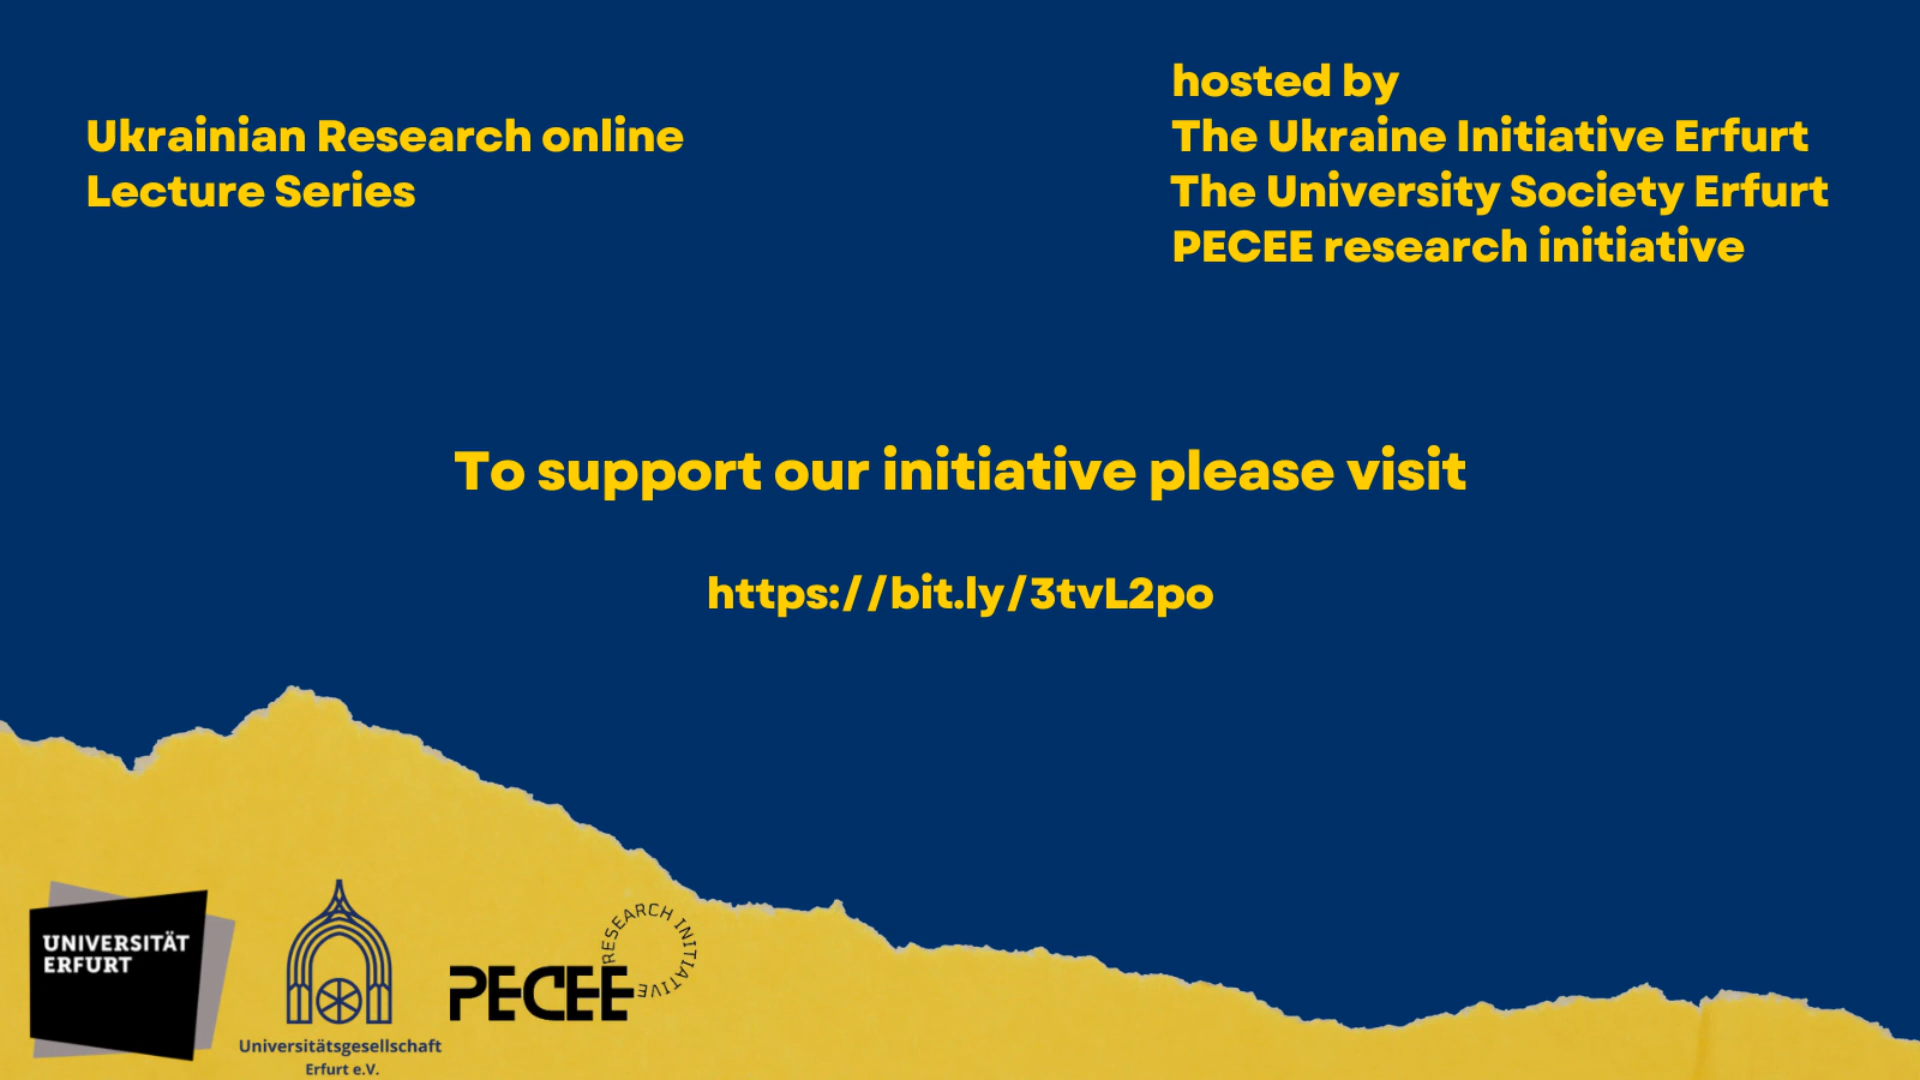 Ukrainian Research online
Lecture Series
hosted by
The Ukraine Initiative Erfurt
The University Society Erfurt
PECEE research initiative
To support our initiative please visit
https://bit.ly/3tvL2po
UNIVERSITÄT
ERFURT
Universitätsgesellschaft
Erfurt e.V.
PECEE
RESEARCH INITIATIVE